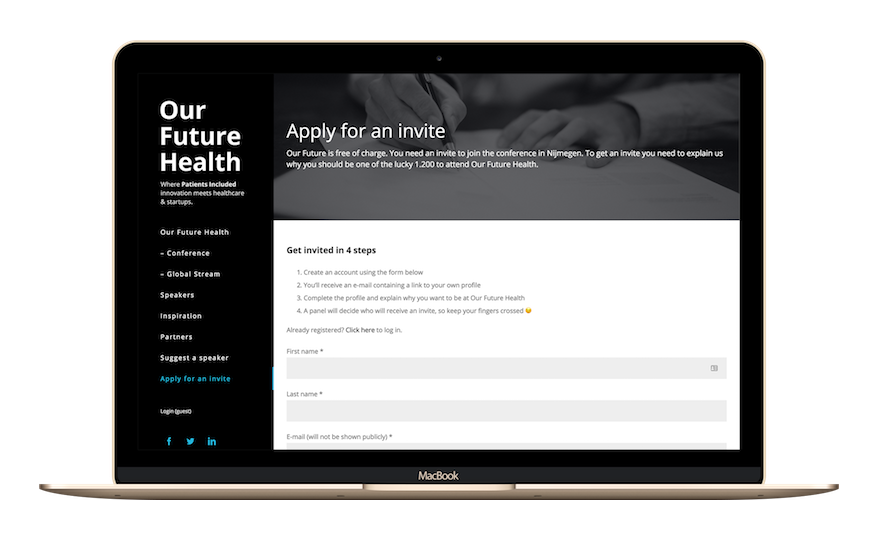 Our
Future
Health
Where Patients Included
innovation meets healthcare
& startups.
Our Future Health
– Conference
– Global Stream
Speakers
Inspiration
Partners
Suggest a speaker
Apply for an invite
Login (guest)
Apply for an invite
Our Future is free of charge. You need an invite to join the conference in Nijmegen. To get an invite you need to explain us
why you should be one of the lucky 1.200 to attend Our Future Health.
Get invited in 4 steps
1. Create an account using the form below
2. You'll receive an e-mail containing a link to your own profile
3. Complete the profile and explain why you want to be at Our Future Health
4. A panel will decide who will receive an invite, so keep your fingers crossed 😉
Already registered? Click here to log in.
First name *
Last name *
E-mail (will not be shown publicly) *
MacBook